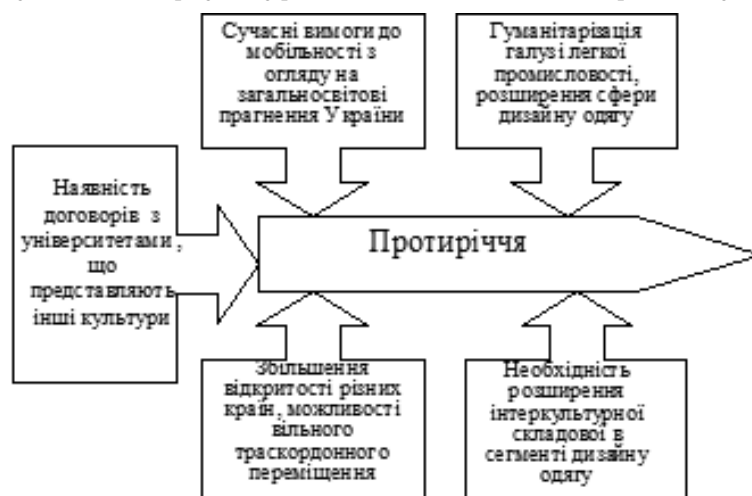 Сучасні вимоги до
мобільності з
огляду на
загальносвітові
прагнення України
Гуманітарізація
галузі легкої
промисловості,
розширення сфери
дизайну одягу
Наявність
договорів з
університетами,
що
представляють
інші культури
Протиріччя
Збільшення
відкритості різних
країн, можливості
вільного
траскордонного
переміщення
Необхідність
розширення
інтеркультурної
складової в
сегменті дизайну
одягу